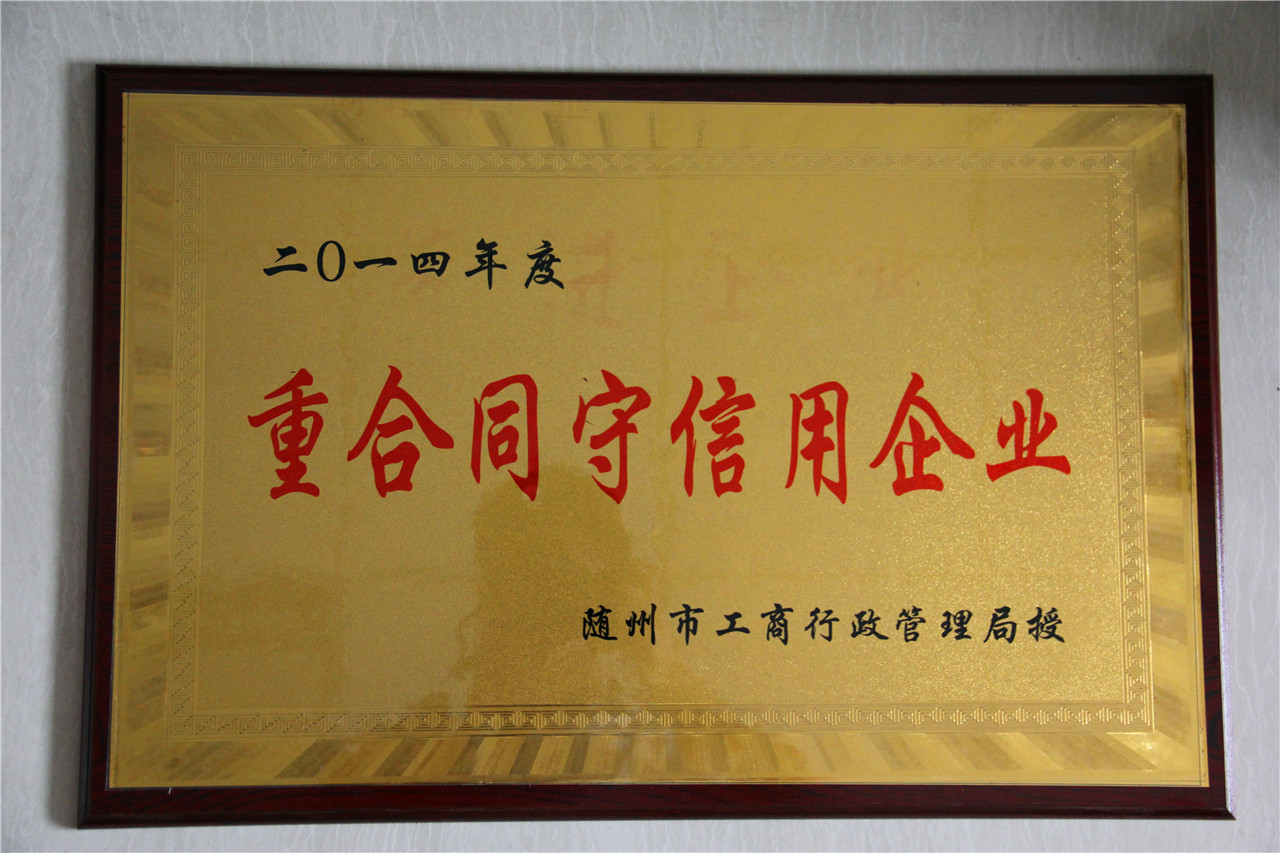 二〇一四年度
重合同守信用企业
随州市工商行政管理局授